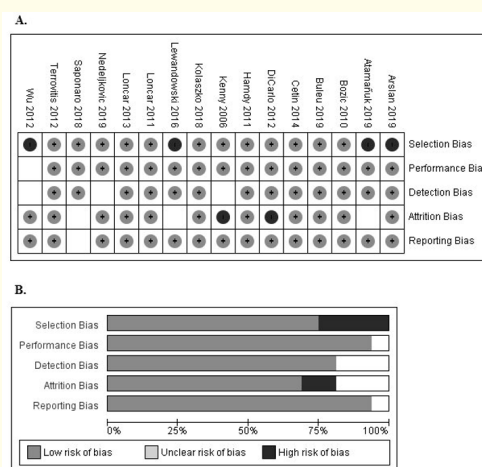 A.
Wu 2012
Terrovitis 2012
Saponaro 2018
Nedeljkovic 2019
Loncar 2013
Loncar 2011
Lewandowski 2016
Kolaszko 2018
Kenny 2006
Hamdy 2011
DiCarlo 2012
Cetin 2014
Buleu 2019
Bozic 2010
Atamañuk 2019
Arslan 2019
Selection Bias
Performance Bia
Detection Bias
Attrition Bias
Reporting Bias
B.
Selection Bias
Performance Bias
Detection Bias
Attrition Bias
Reporting Bias
0% 25% 50% 75% 100%
Low risk of bias Unclear risk of bias High risk of bias